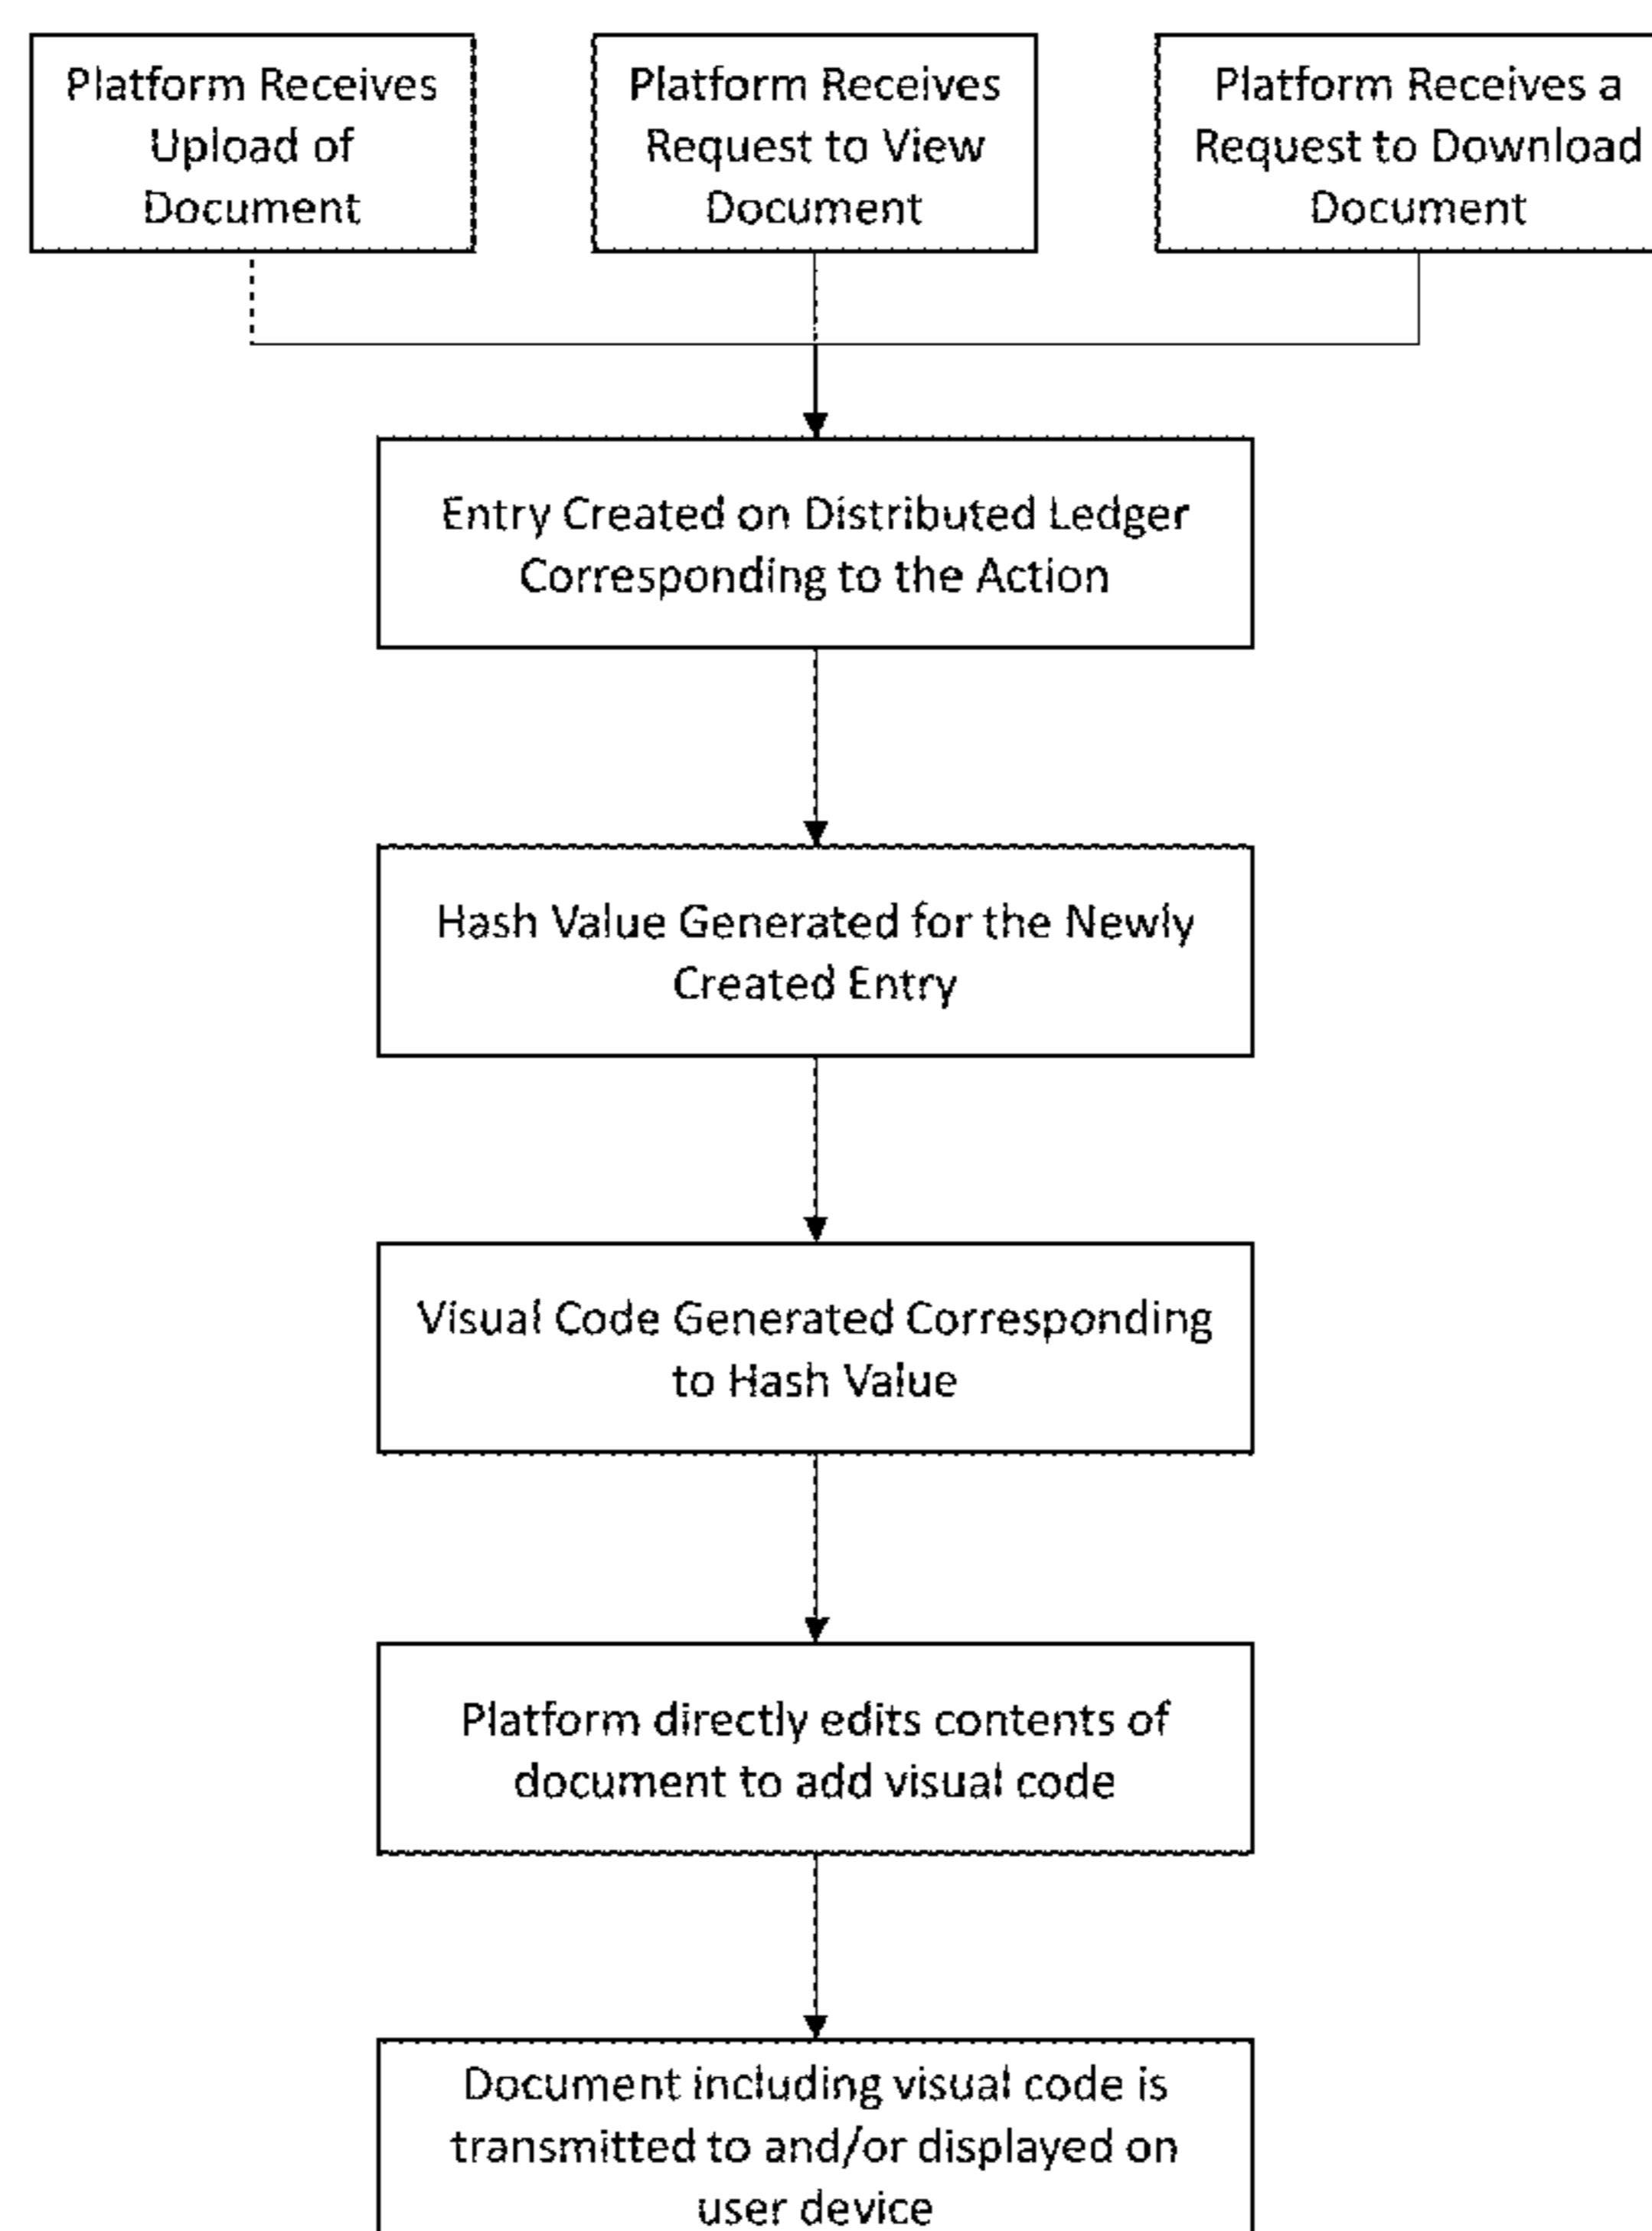 Platform Receives
Upload of
Document
Platform Receives
Request to View
Document
Platform Receives a
Request to Download
Document
Entry Created on Distributed Ledger
Corresponding to the Action
Hash Value Generated for the Newly
Created Entry
Visual Code Generated Corresponding
to Hash Value
Platform directly edits contents of
document to add visual code
Document including visual code is
transmitted to and/or displayed on
user device